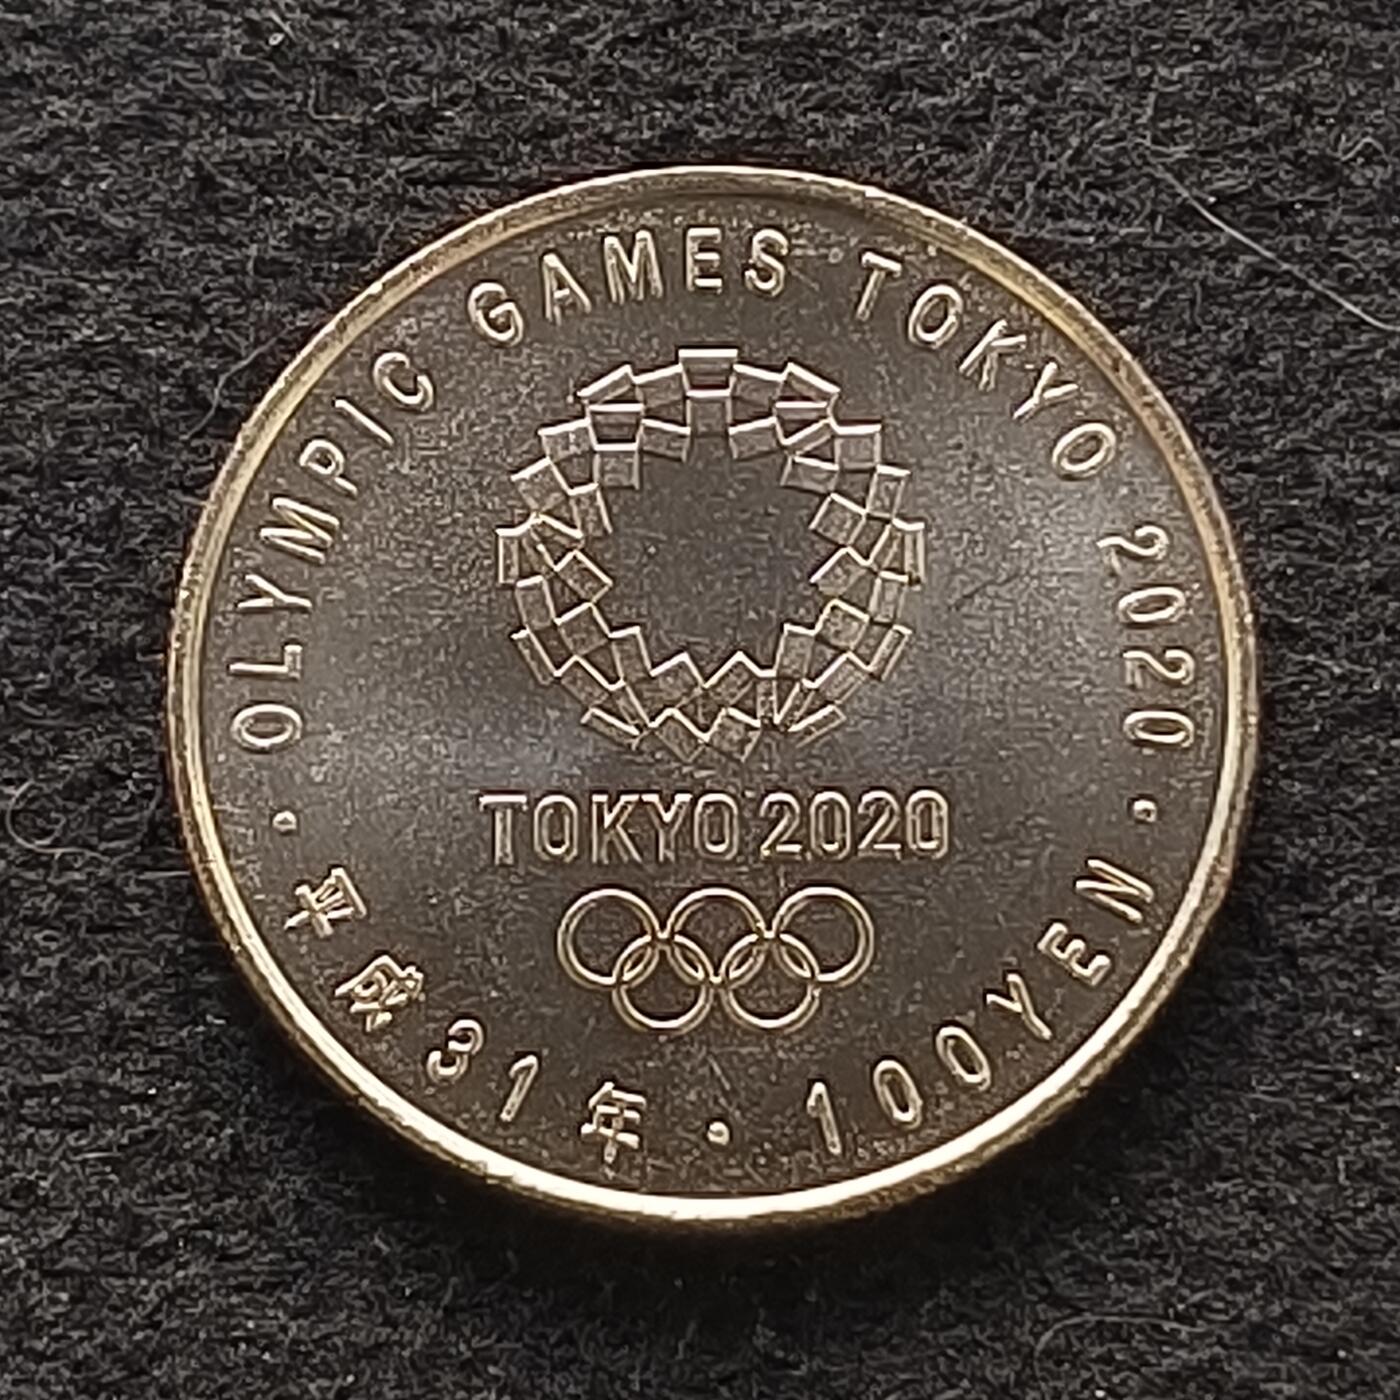 · OLYMPIC GAMES TOKYO 2020 ·
TOKYO 2020
平成31年 · 100YEN